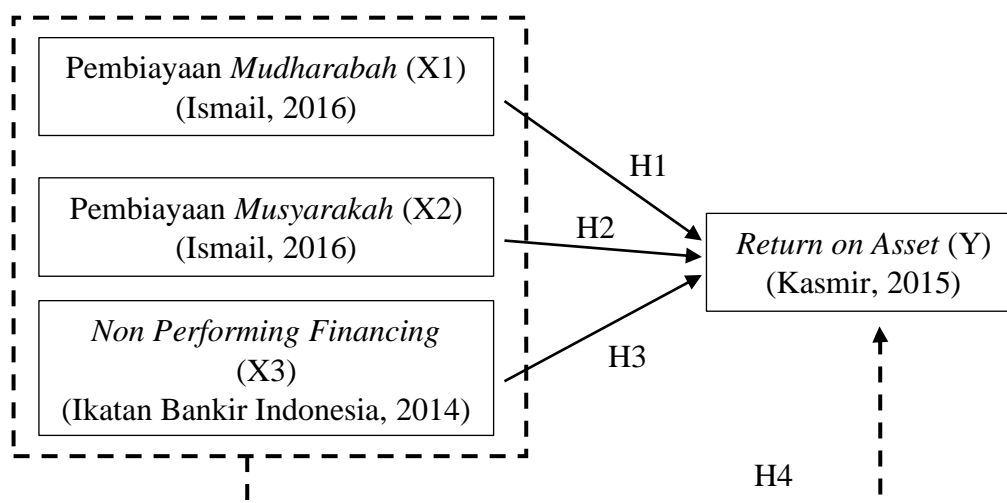 Pembiayaan Mudharabah (X1)
(Ismail, 2016)
H1
Pembiayaan Musyarakah (X2)
(Ismail, 2016)
H2
Return on Asset (Y)
(Kasmir, 2015)
Non Performing Financing
(X3)
(Ikatan Bankir Indonesia, 2014)
H3
H4